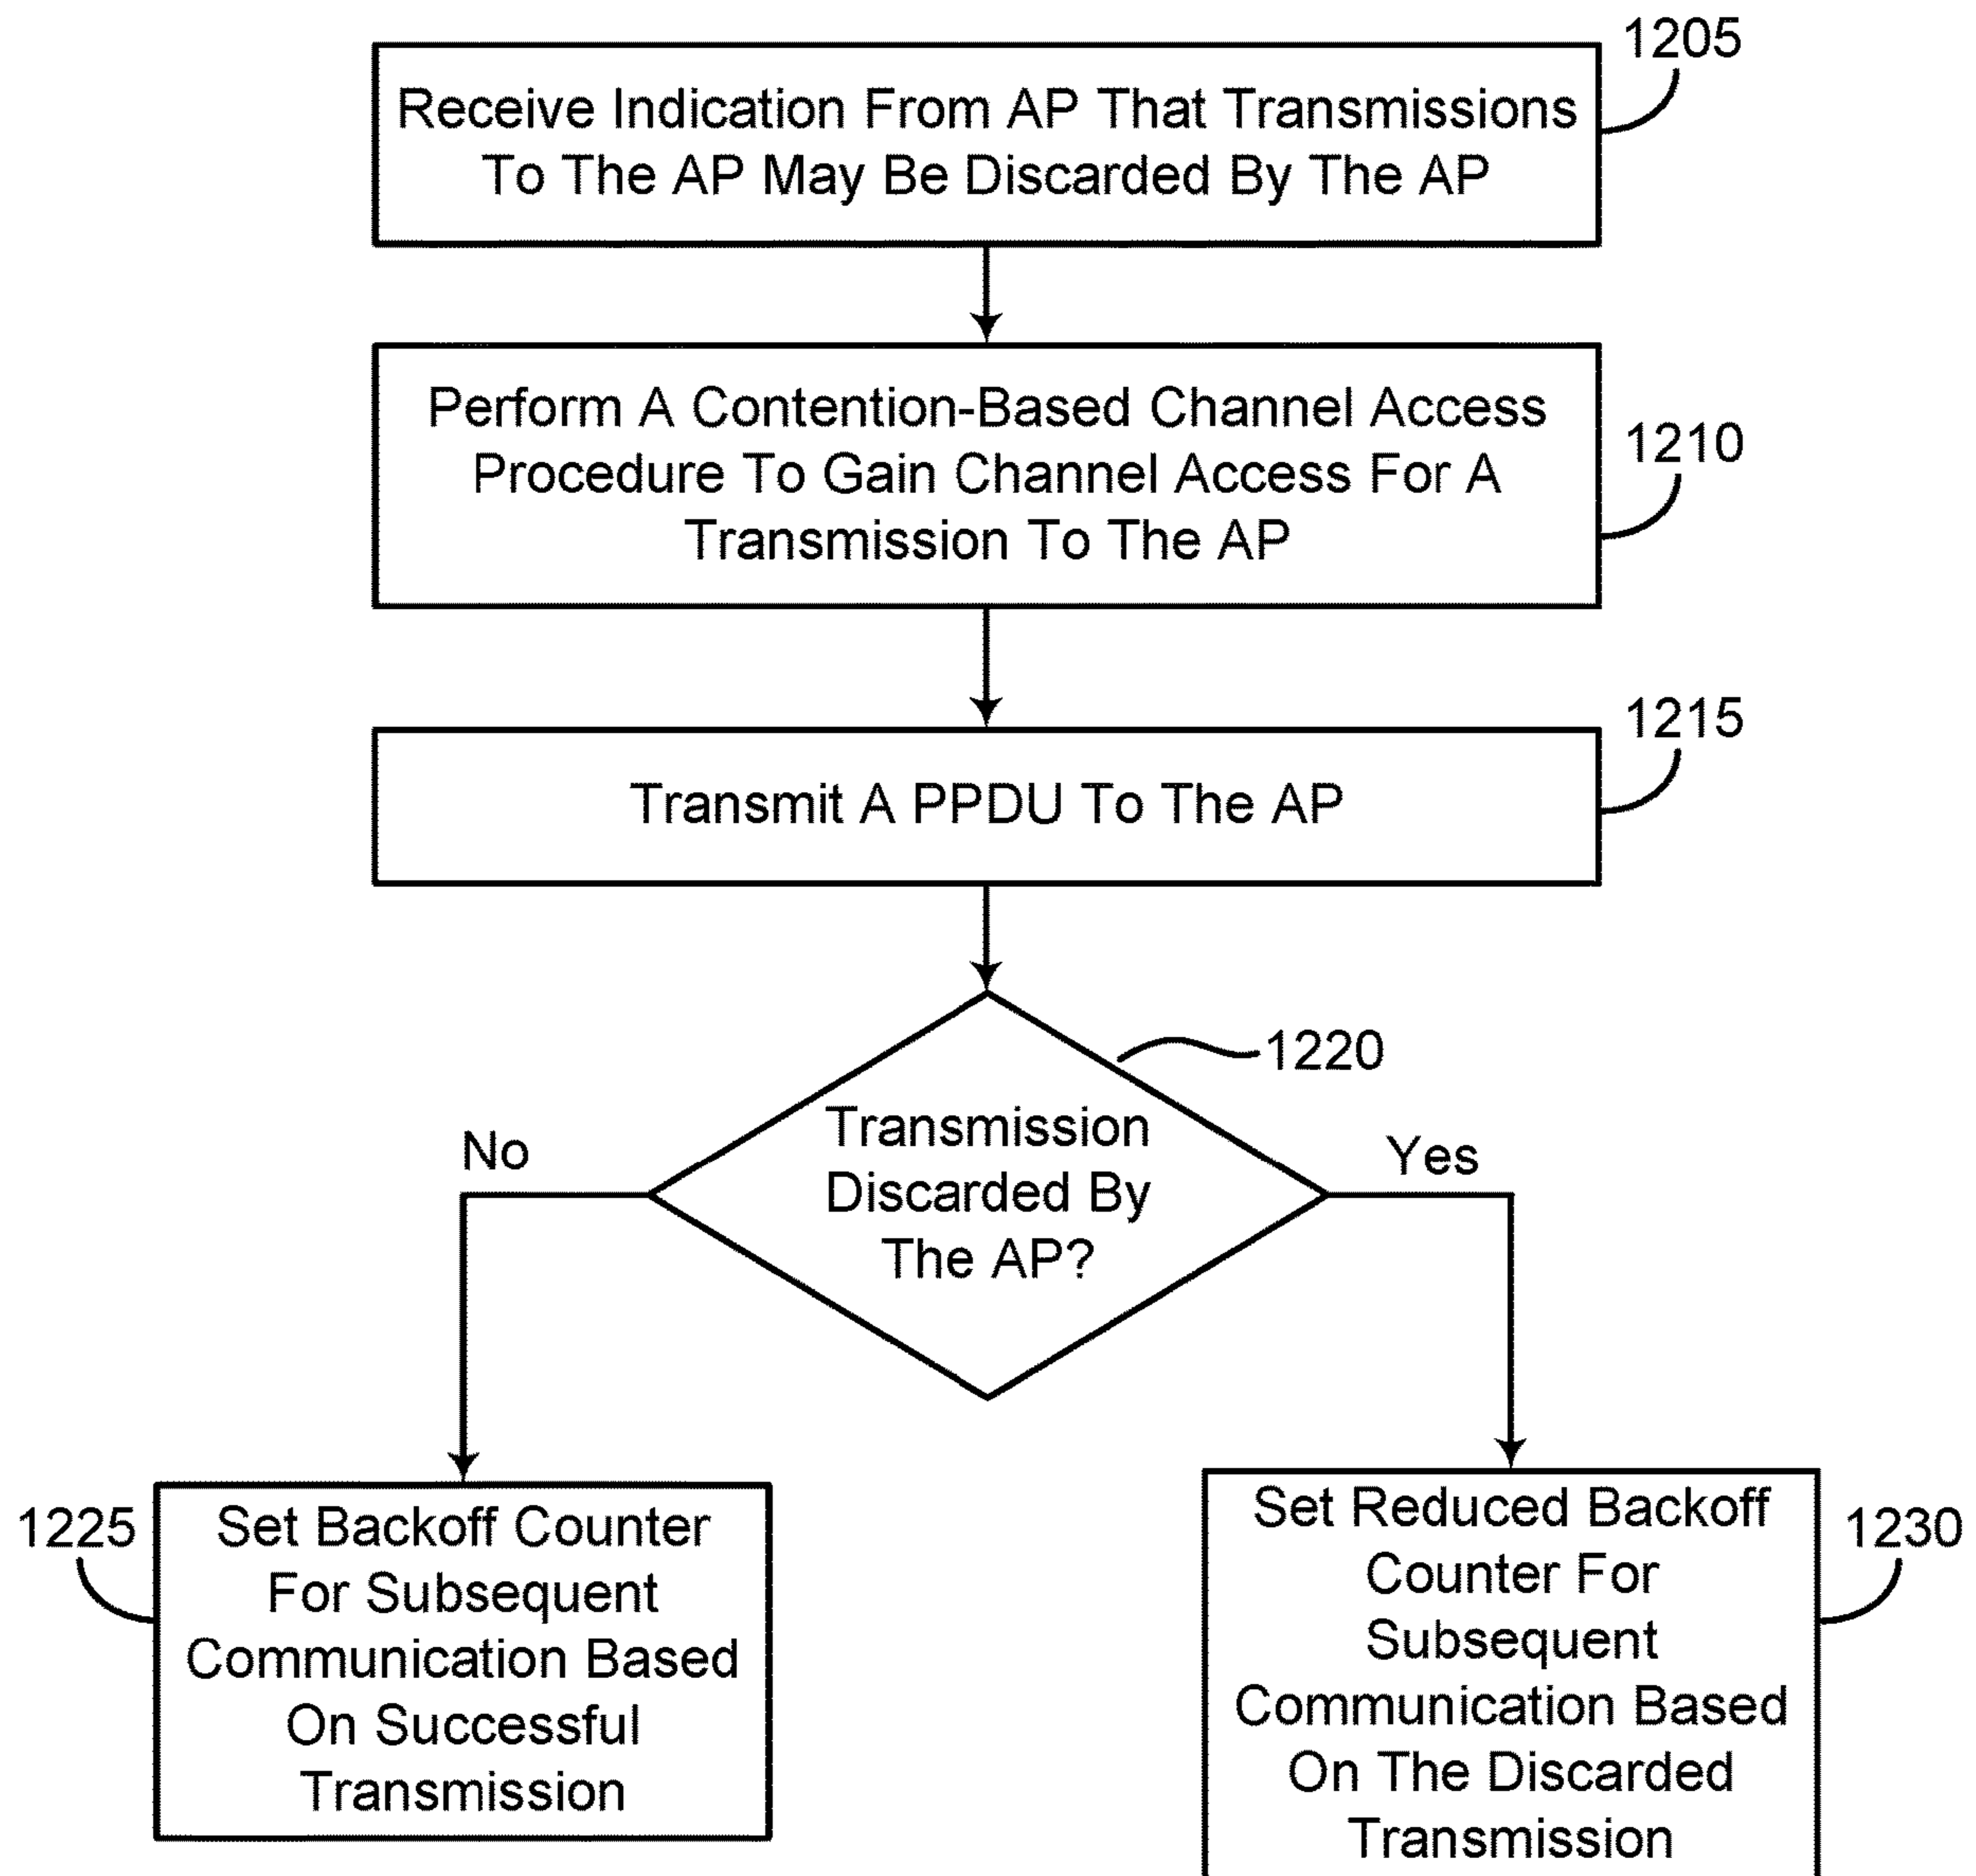 1205
Receive Indication From AP That Transmissions
To The AP May Be Discarded By The AP
Perform A Contention-Based Channel Access
Procedure To Gain Channel Access For A
Transmission To The AP
1210
1215
Transmit A PPDU To The AP
1220
Transmission
Discarded By
The AP?
No
Yes
1225
Set Backoff Counter
For Subsequent
Communication Based
On Successful
Transmission
Set Reduced Backoff
Counter For
Subsequent
Communication Based
On The Discarded
Transmission
1230